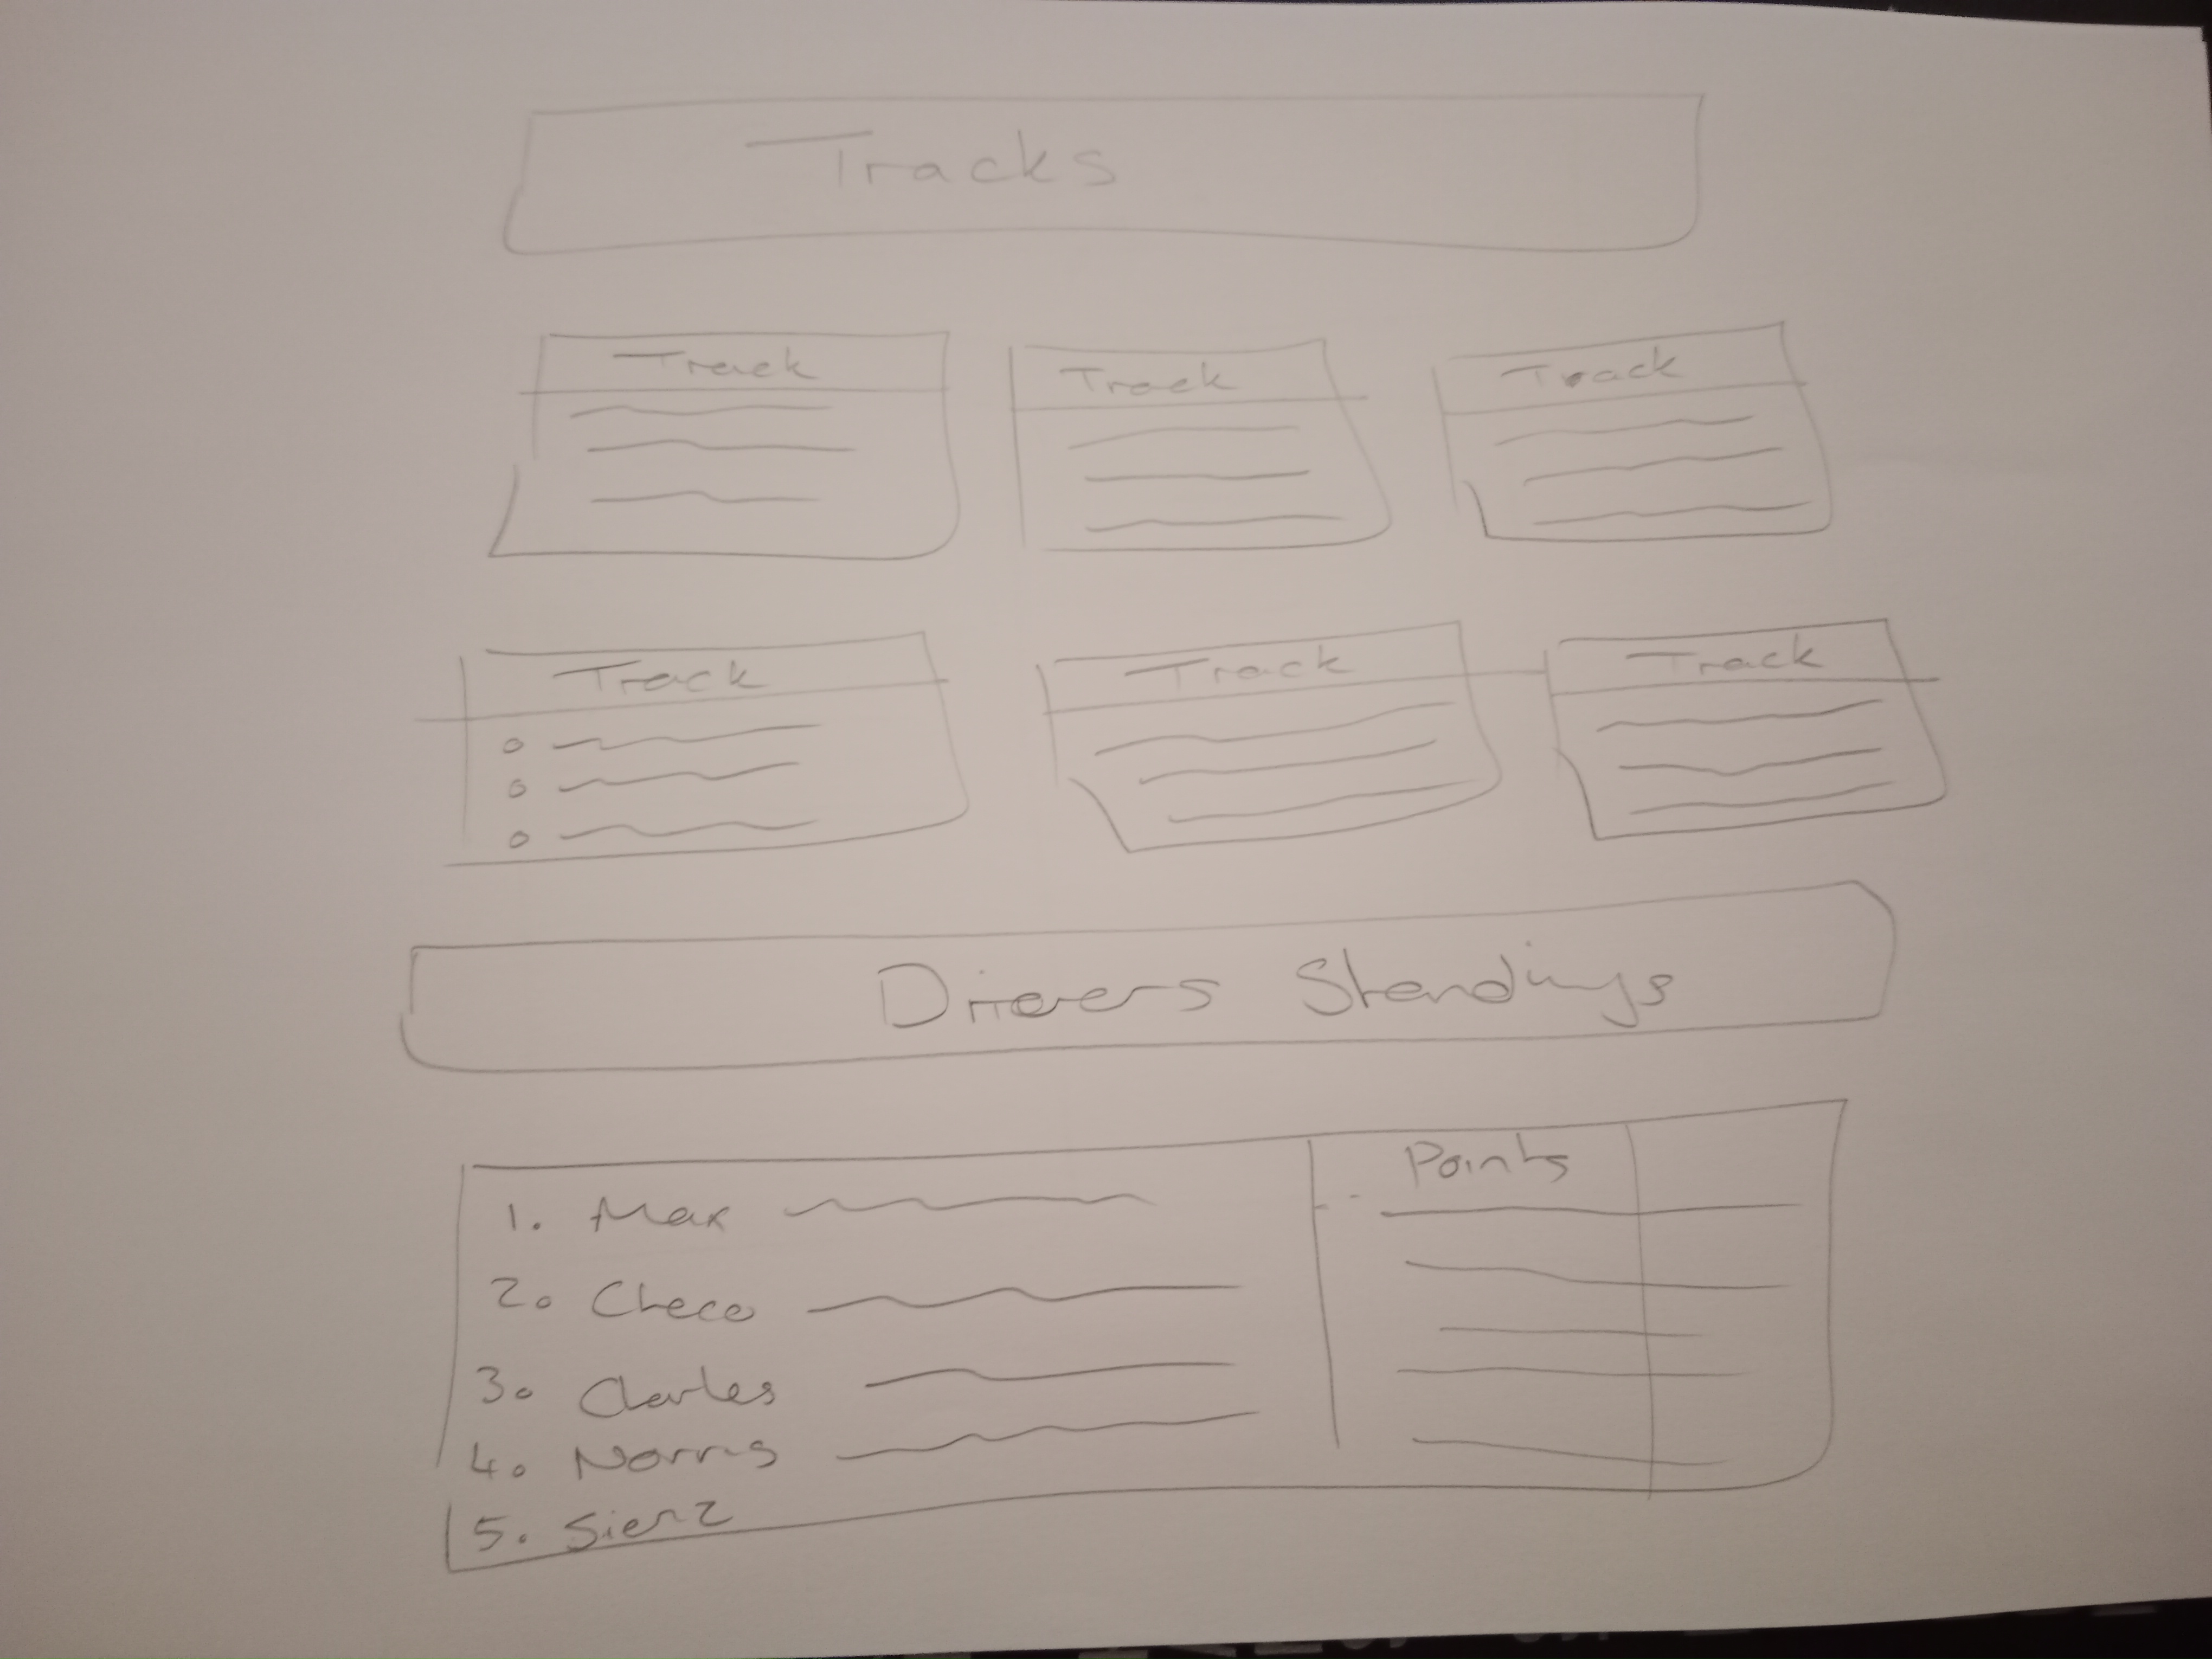 Tracks
Track Track Track
Track Track Track
Drivers Standings
Points
1. Max
2. Checo
3. Charles
4. Norris
5. Sienz